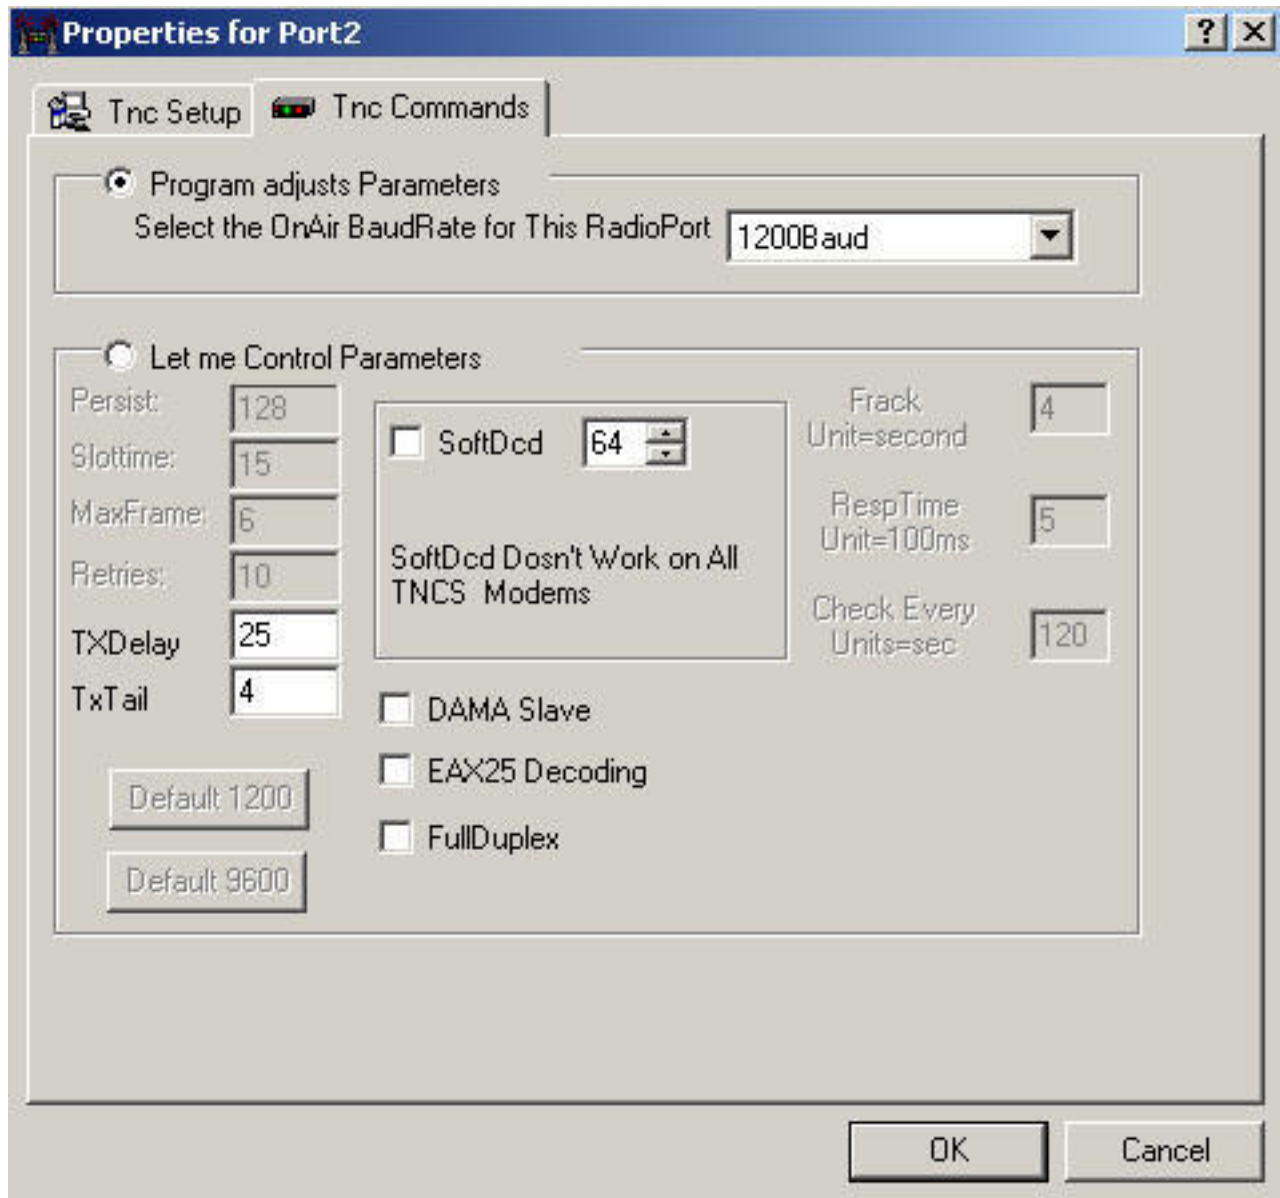 Properties for Port2
Tnc Setup
Tnc Commands
Program adjusts Parameters
Select the OnAir BaudRate for This RadioPort
1200Baud
Let me Control Parameters
Persist:
128
Slottime:
15
MaxFrame:
6
Retries:
10
TXDelay
25
TxTail
4
Default 1200
Default 9600
SoftDcd
64
SoftDcd Dosn't Work on All
TNCS Modems
DAMA Slave
EAX25 Decoding
FullDuplex
Frack
Unit=second
4
RespTime
Unit=100ms
5
Check Every
Units=sec
120
OK
Cancel